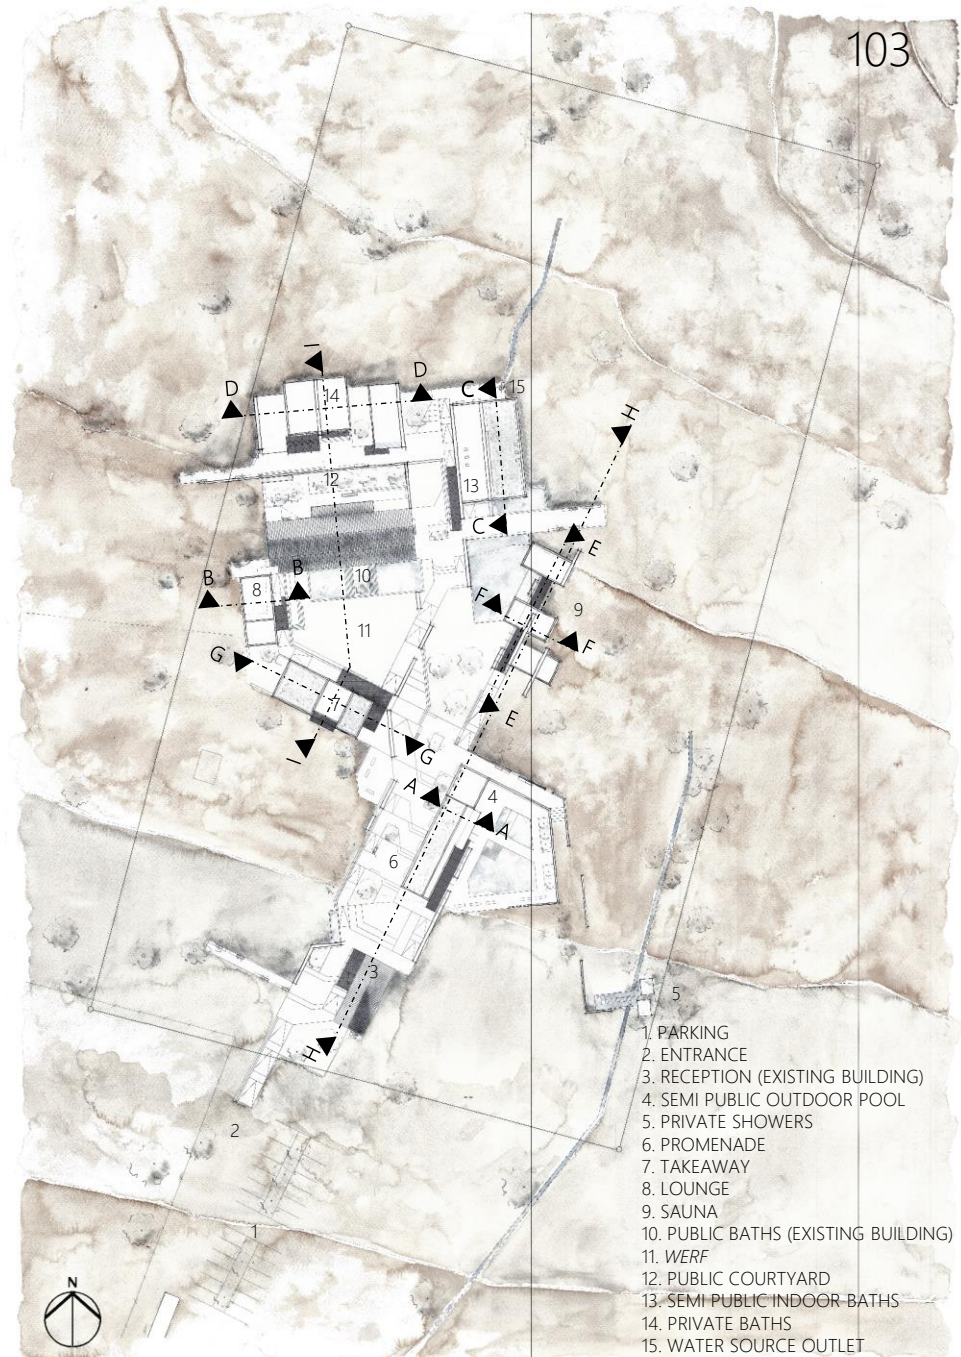 103
I
D
D
C
15
14
H
12
13
C
E
B
B
8
10
F
9
11
F
G
7
E
I
G
A
4
A
6
3
5
H
2
1
N
1. PARKING
2. ENTRANCE
3. RECEPTION (EXISTING BUILDING)
4. SEMI PUBLIC OUTDOOR POOL
5. PRIVATE SHOWERS
6. PROMENADE
7. TAKEAWAY
8. LOUNGE
9. SAUNA
10. PUBLIC BATHS (EXISTING BUILDING)
11. WERF
12. PUBLIC COURTYARD
13. SEMI PUBLIC INDOOR BATHS
14. PRIVATE BATHS
15. WATER SOURCE OUTLET